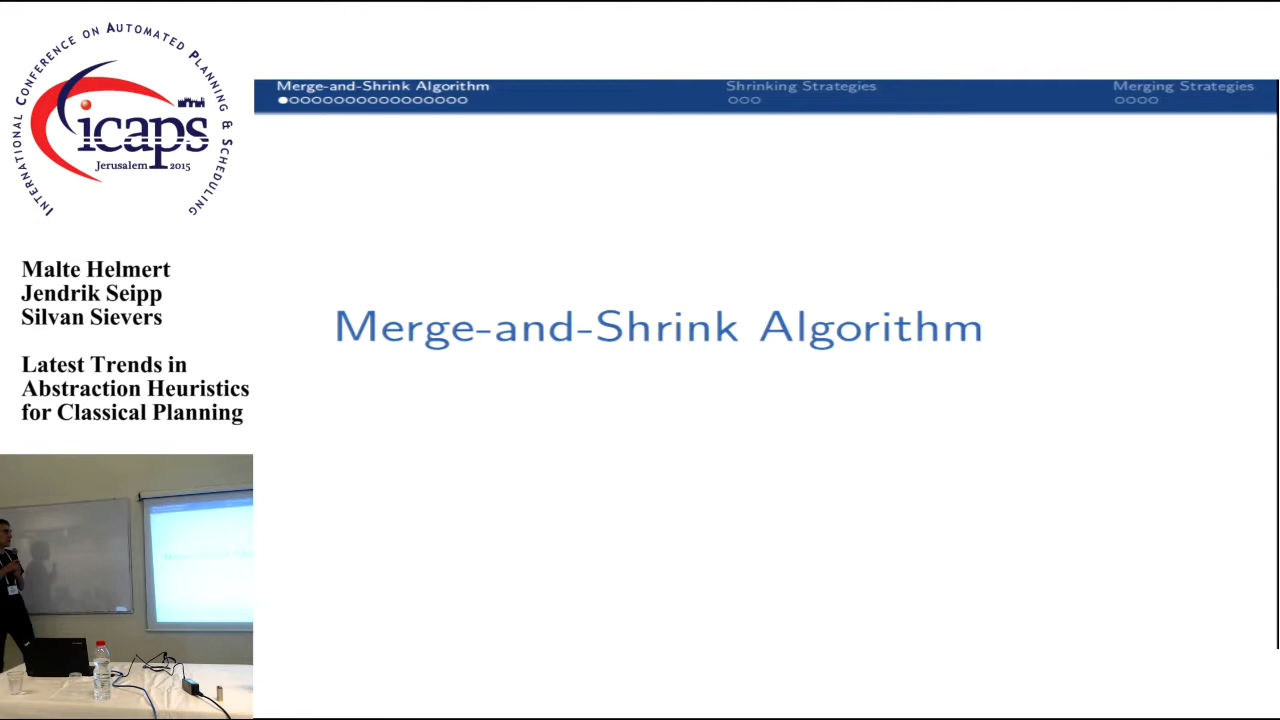 INTERNATIONAL CONFERENCE ON AUTOMATED PLANNING & SCHEDULING
icaps
Jerusalem 2015
Malte Helmert
Jendrik Seipp
Silvan Sievers
Latest Trends in
Abstraction Heuristics
for Classical Planning
Merge-and-Shrink Algorithm
Shrinking Strategies
Merging Strategies
Merge-and-Shrink Algorithm